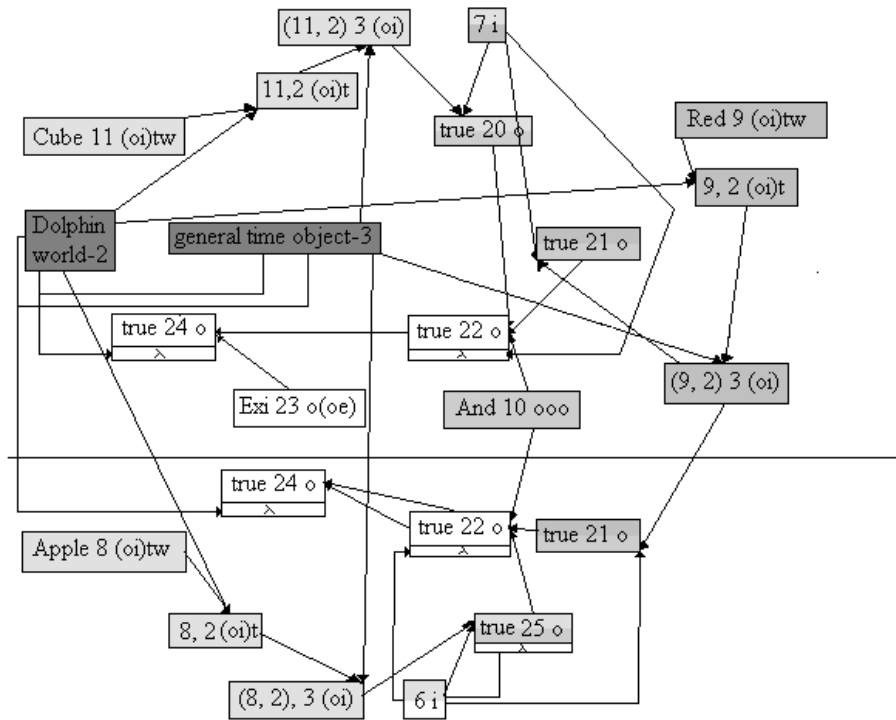 (11, 2) 3 (oi)
7 i
11,2 (oi)t
Cube 11 (oi)tw
true 20 o
Red 9 (oi)tw
9, 2 (oi)t
Dolphin
world-2
general time object-3
true 21 o
true 24 o
λ
true 22 o
λ
(9, 2) 3 (oi)
Exi 23 o(oe)
And 10 ooo
true 24 o
λ
true 22 o
λ
true 21 o
Apple 8 (oi)tw
8, 2 (oi)t
true 25 o
λ
(8, 2), 3 (oi)
6 i